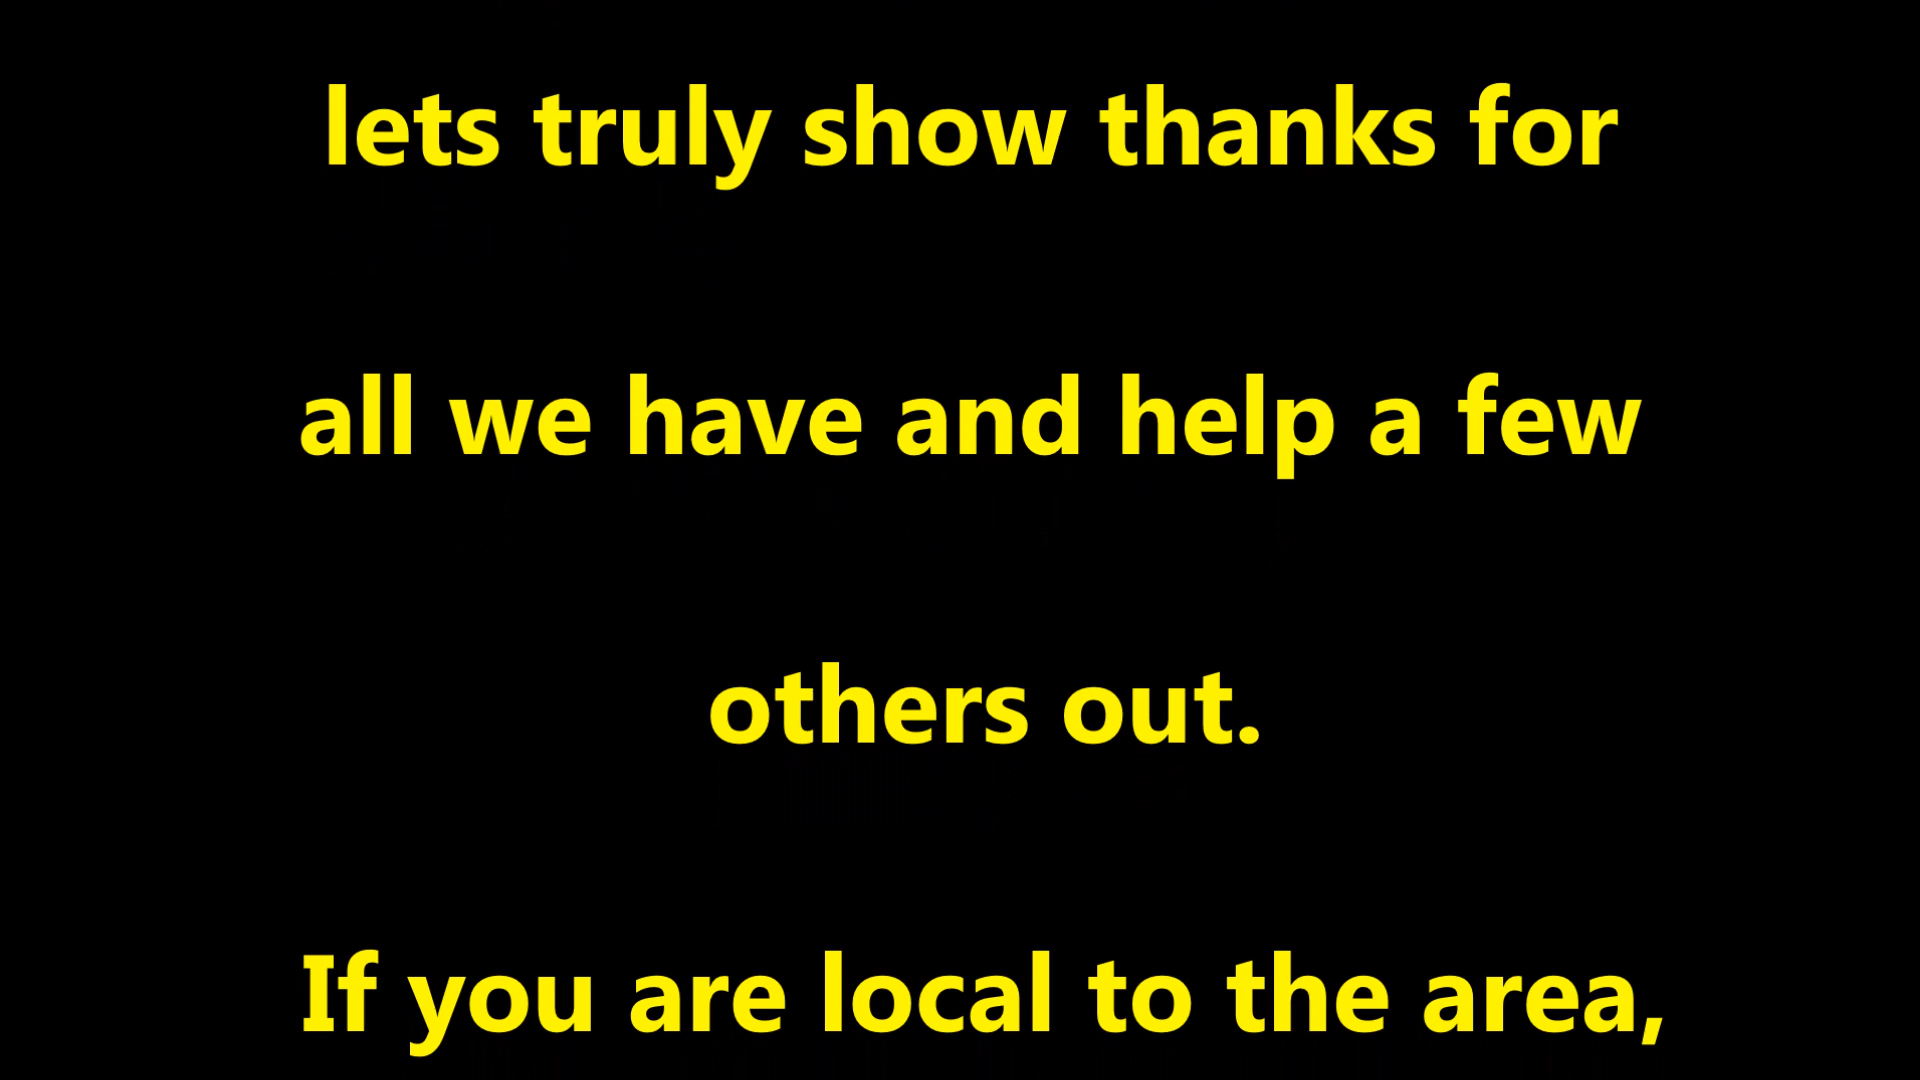 lets truly show thanks for
all we have and help a few
others out.
If you are local to the area,